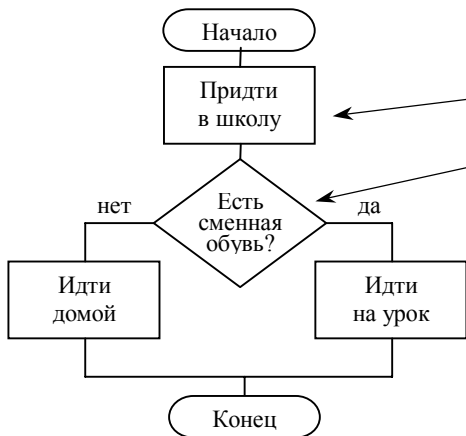 Начало
Придти
в школу
Есть
сменная
обувь?
нет
да
Идти
домой
Идти
на урок
Конец